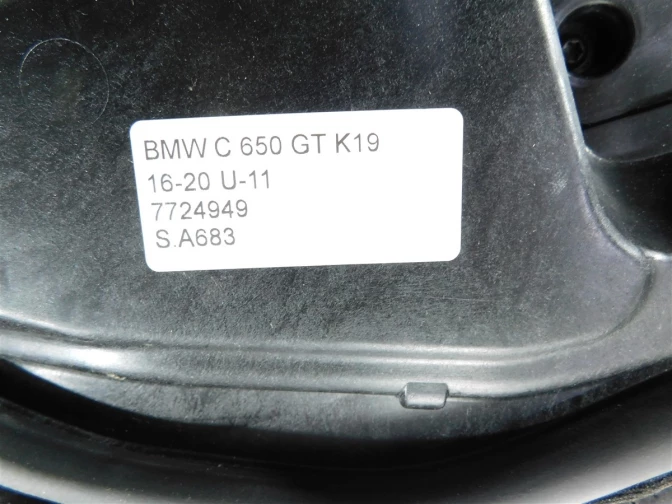 BMW C 650 GT K19
16-20 U-11
7724949
S.A683